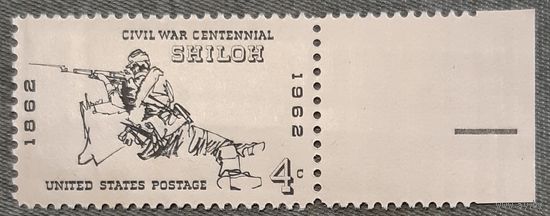 CIVIL WAR CENTENNIAL
SHILOH
1862
1962
4c
UNITED STATES POSTAGE